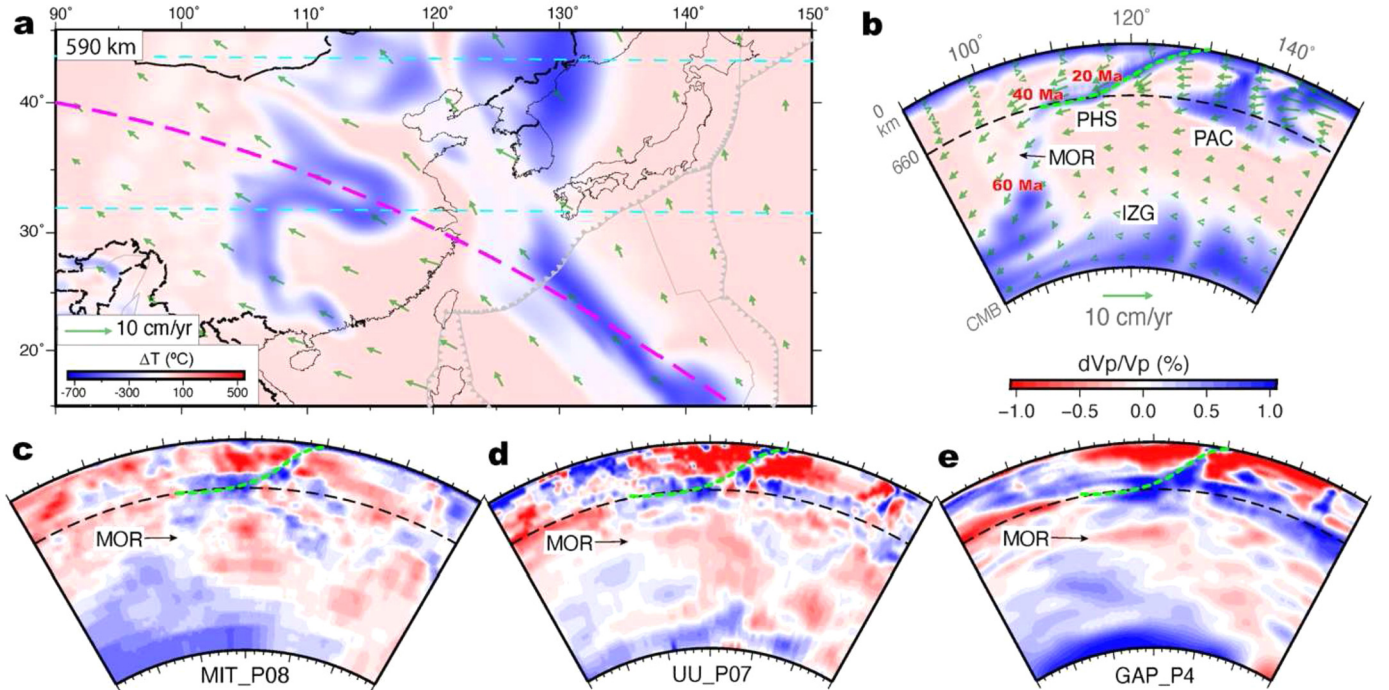 a
90° 100° 110° 120° 130° 140° 150°
590 km
40°
30°
20°
10 cm/yr
ΔT (ºC)
−700 −300 100 500
b
100° 120° 140°
0
km
660
CMB
20 Ma
40 Ma
PHS
PAC
MOR
60 Ma
IZG
10 cm/yr
dVp/Vp (%)
−1.0 −0.5 0.0 0.5 1.0
c
MOR
MIT_P08
d
MOR
UU_P07
e
MOR
GAP_P4